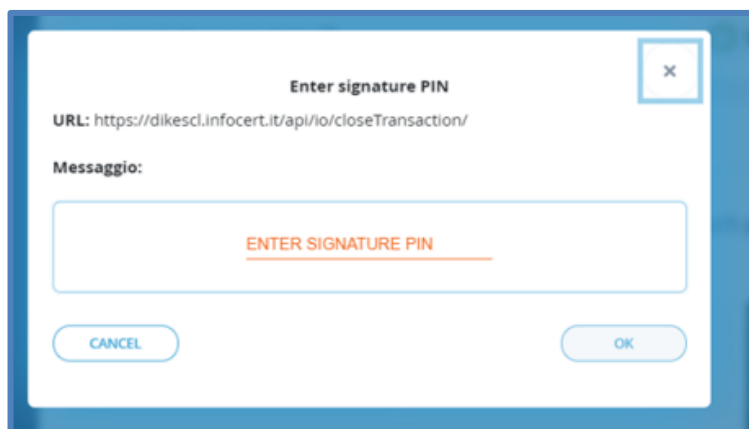 Enter signature PIN
URL: https://dikescl.infocert.it/api/io/closeTransaction/
Messaggio:
ENTER SIGNATURE PIN
CANCEL
OK